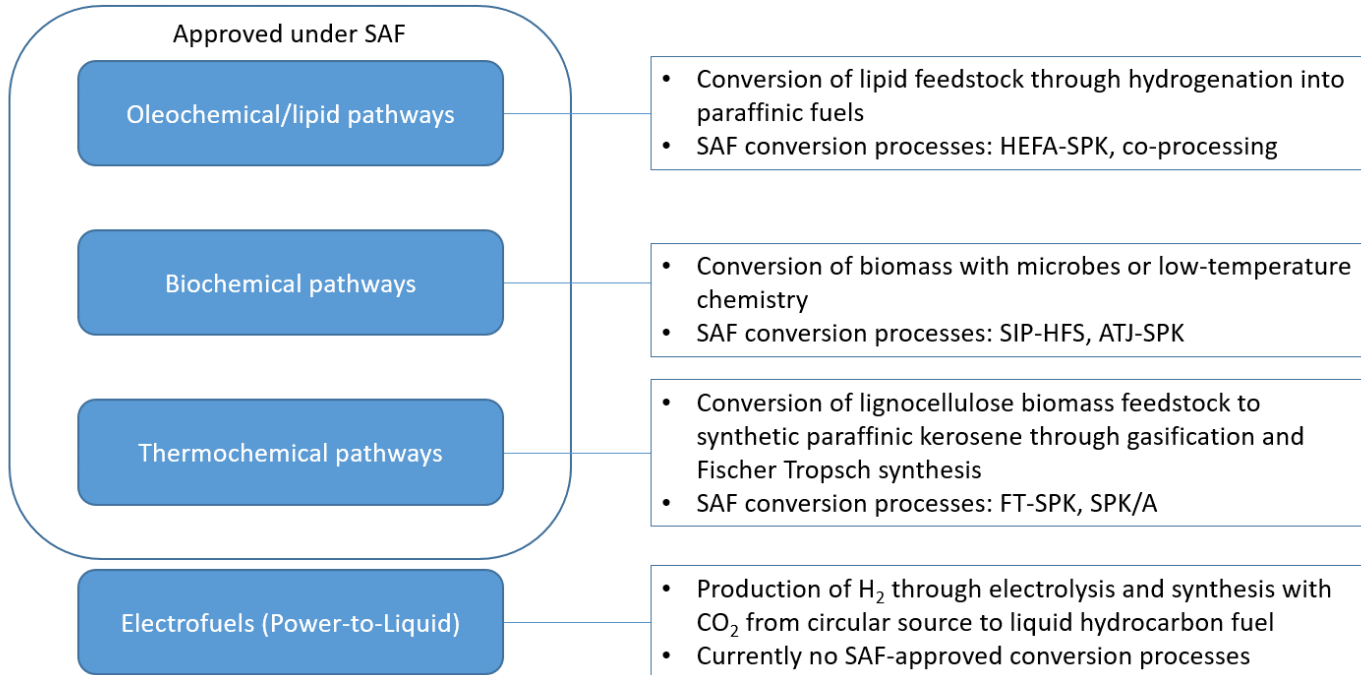 Approved under SAF
Oleochemical/lipid pathways
• Conversion of lipid feedstock through hydrogenation into
paraffinic fuels
• SAF conversion processes: HEFA-SPK, co-processing
Biochemical pathways
• Conversion of biomass with microbes or low-temperature
chemistry
• SAF conversion processes: SIP-HFS, ATJ-SPK
Thermochemical pathways
• Conversion of lignocellulose biomass feedstock to
synthetic paraffinic kerosene through gasification and
Fischer Tropsch synthesis
• SAF conversion processes: FT-SPK, SPK/A
Electrofuels (Power-to-Liquid)
• Production of H₂ through electrolysis and synthesis with
CO₂ from circular source to liquid hydrocarbon fuel
• Currently no SAF-approved conversion processes